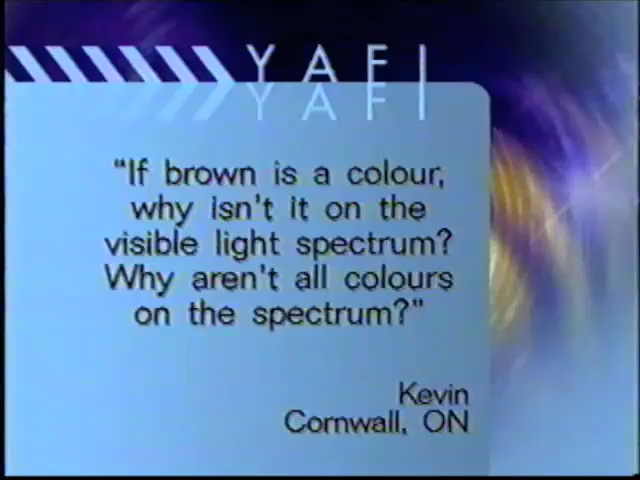 YAFI
YAFI
"If brown is a colour,
why isn't it on the
visible light spectrum?
Why aren't all colours
on the spectrum?"
Kevin
Cornwall, ON